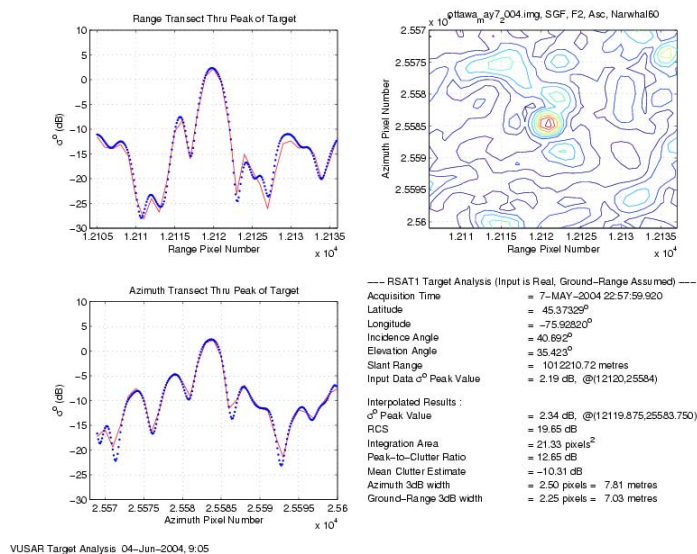 Range Transect Thru Peak of Target
10
5
0
-5
-10
-15
-20
-25
-30
σo (dB)
1.2105 1.211 1.2115 1.212 1.2125 1.213 1.2135
Range Pixel Number
x 10^4
x 10^4
ottawa_my7_004.img, SGF, F2, Asc, Narwhal60
2.557
2.5575
2.558
2.5585
2.559
2.5595
2.56
Azimuth Pixel Number
1.211 1.2115 1.212 1.2125 1.213 1.2135
Range Pixel Number
x 10^4
Azimuth Transect Thru Peak of Target
10
5
0
-5
-10
-15
-20
-25
-30
σo (dB)
2.557 2.5575 2.558 2.5585 2.559 2.5595 2.56
Azimuth Pixel Number
x 10^4
--- RSAT1 Target Analysis (Input is Real, Ground-Range Assumed) ---
Acquisition Time = 7-MAY-2004 22:57:59.920
Latitude = 45.37329o
Longitude = -75.92820o
Incidence Angle = 40.692o
Elevation Angle = 35.423o
Slant Range = 1012210.72 metres
Input Data σo Peak Value = 2.19 dB, @(12120,25584)
Interpolated Results :
σo Peak Value = 2.34 dB, @(12119.875,25583.750)
RCS = 19.65 dB
Integration Area = 21.33 pixels2
Peak-to-Clutter Ratio = 12.65 dB
Mean Clutter Estimate = -10.31 dB
Azimuth 3dB width = 2.50 pixels = 7.81 metres
Ground-Range 3dB width = 2.25 pixels = 7.03 metres
VUSAR Target Analysis 04-Jun-2004, 9:05